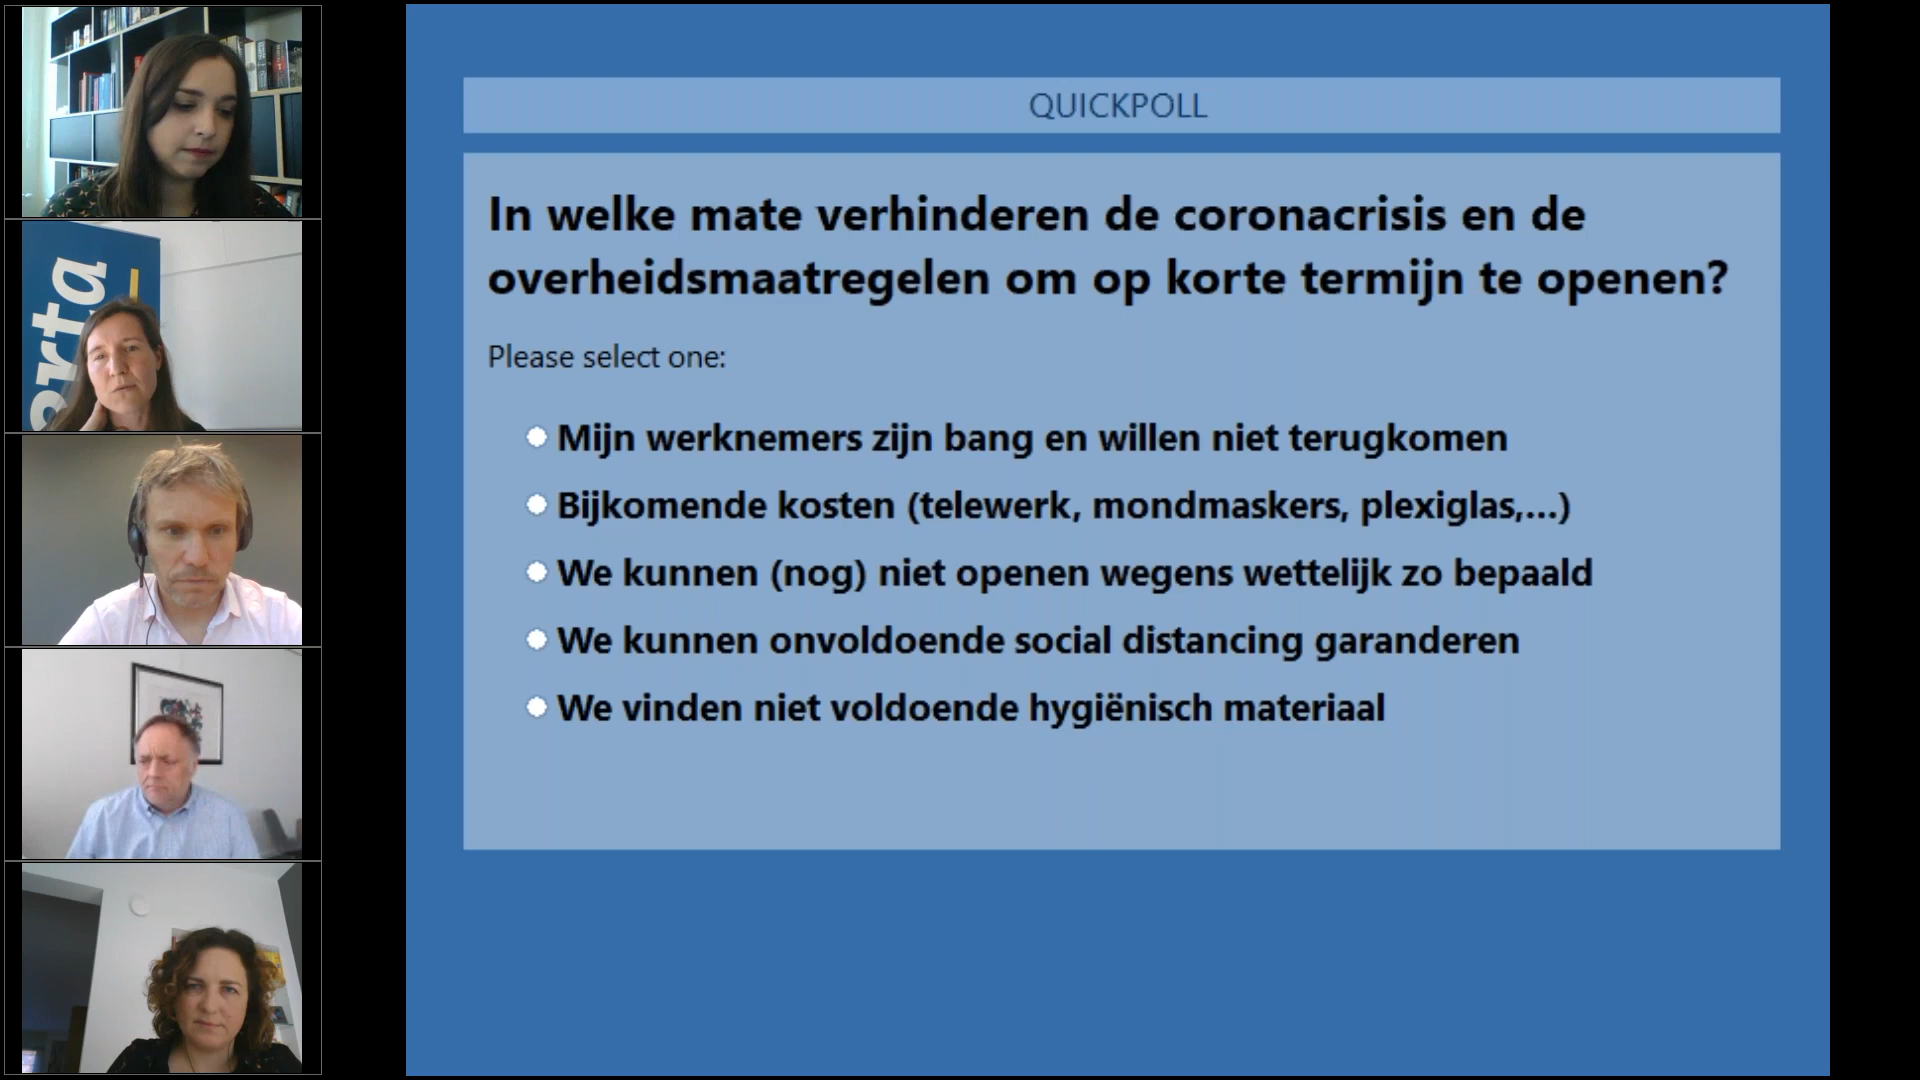 erta
QUICKPOLL
In welke mate verhinderen de coronacrisis en de
overheidsmaatregelen om op korte termijn te openen?
Please select one:
Mijn werknemers zijn bang en willen niet terugkomen
Bijkomende kosten (telewerk, mondmaskers, plexiglas,...)
We kunnen (nog) niet openen wegens wettelijk zo bepaald
We kunnen onvoldoende social distancing garanderen
We vinden niet voldoende hygiënisch materiaal